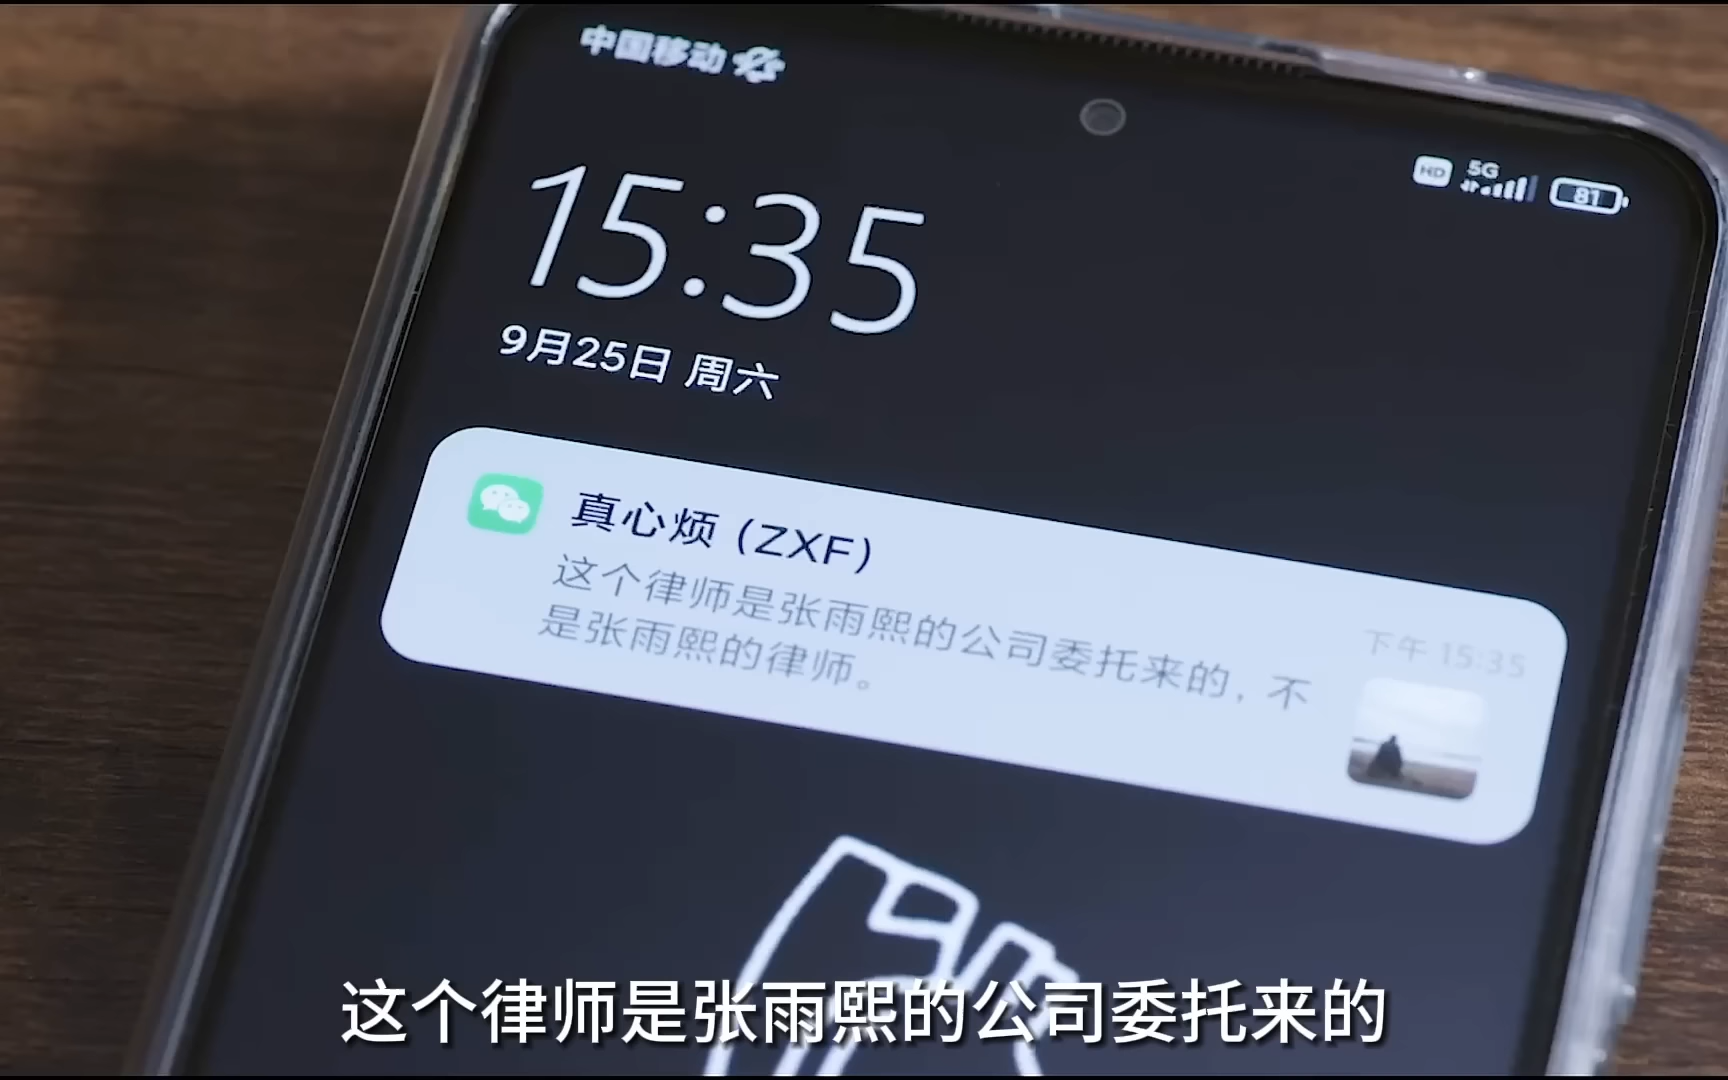 中国移动
HD 5G 81
15:35
9月25日 周六
真心烦 (ZXF)
下午 15:35
这个律师是张雨熙的公司委托来的，不
是张雨熙的律师。
这个律师是张雨熙的公司委托来的